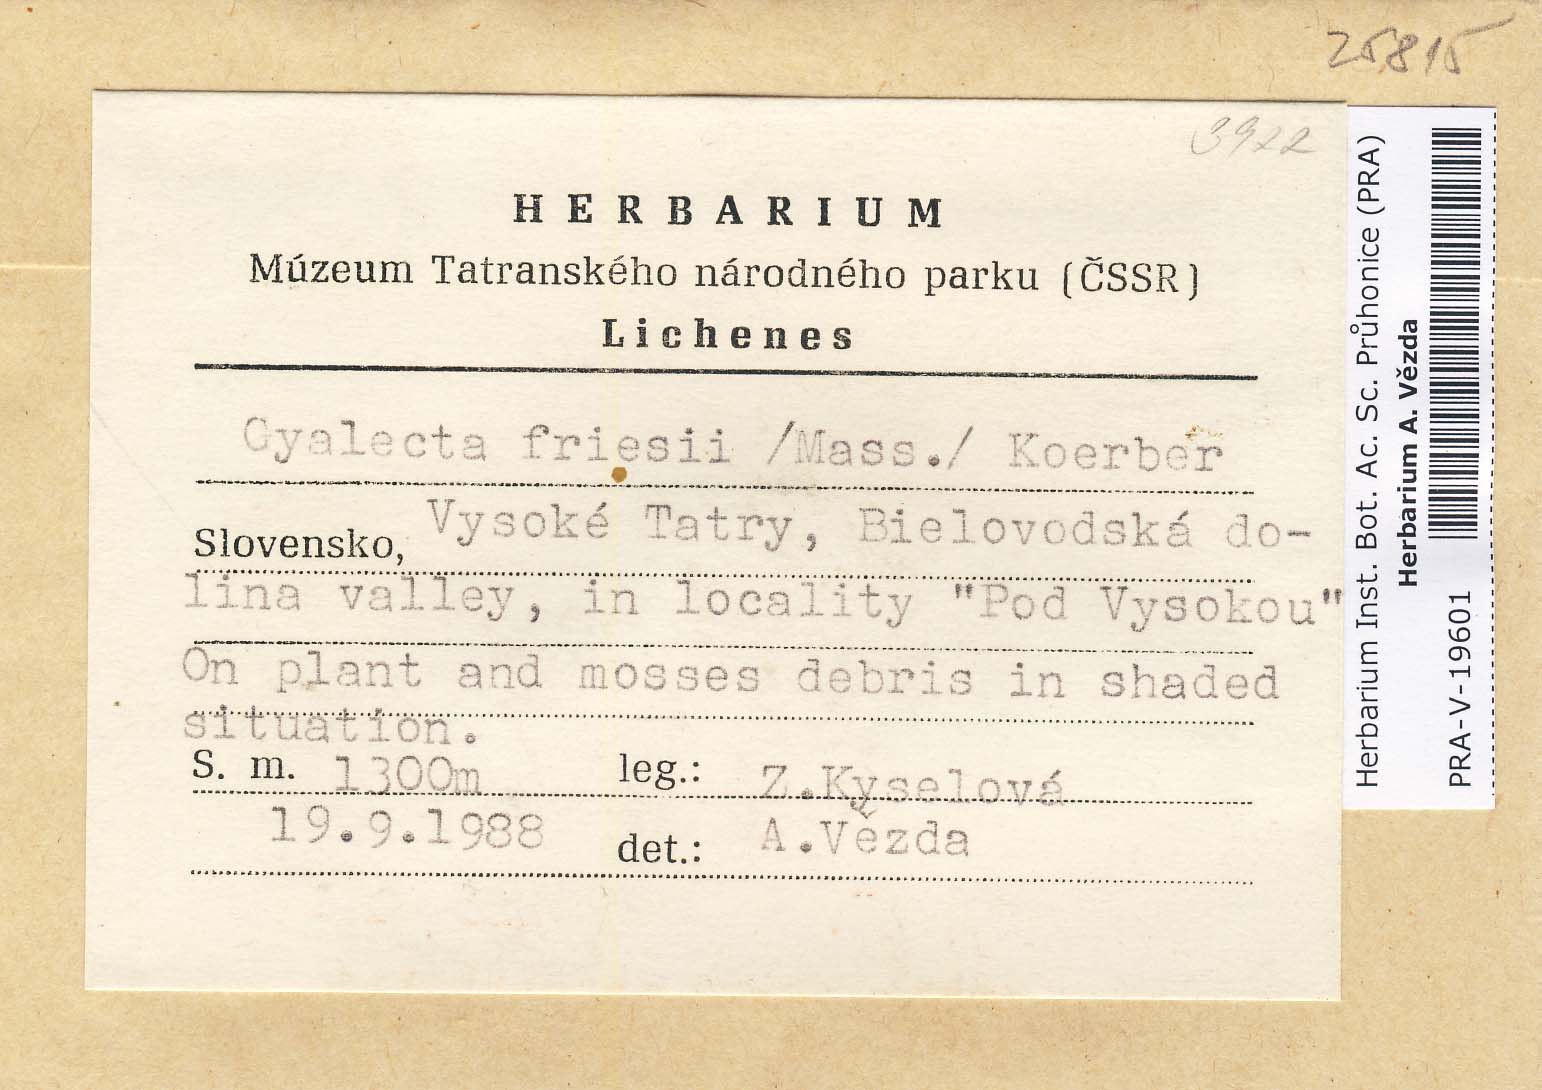 25815
3922
HERBARIUM
Múzeum Tatranského národného parku (ČSSR)
Lichenes
Gyalecta friesii /Mass./ Koerber
Slovensko, Vysoké Tatry, Bielovodská do-
lina valley, in locality "Pod Vysokou"
On plant and mosses debris in shaded
situation.
S. m. 1300m leg.: Z.Kyselová
19.9.1988 det.: A.Vězda
Herbarium Inst. Bot. Ac. Sc. Průhonice (PRA)
Herbarium A. Vězda
PRA-V-19601